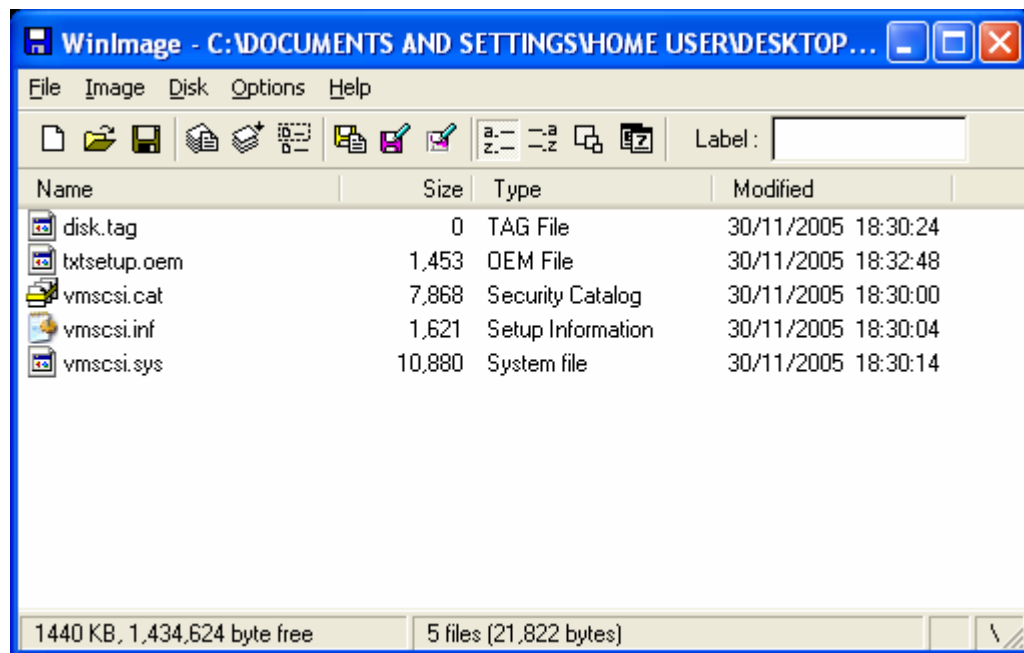 WinImage - C:\DOCUMENTS AND SETTINGS\HOME USER\DESKTOP...
File Image Disk Options Help
Label :
Name Size Type Modified
disk.tag 0 TAG File 30/11/2005 18:30:24
txtsetup.oem 1,453 OEM File 30/11/2005 18:32:48
vmscsi.cat 7,868 Security Catalog 30/11/2005 18:30:00
vmscsi.inf 1,621 Setup Information 30/11/2005 18:30:04
vmscsi.sys 10,880 System file 30/11/2005 18:30:14
1440 KB, 1,434,624 byte free 5 files (21,822 bytes) \